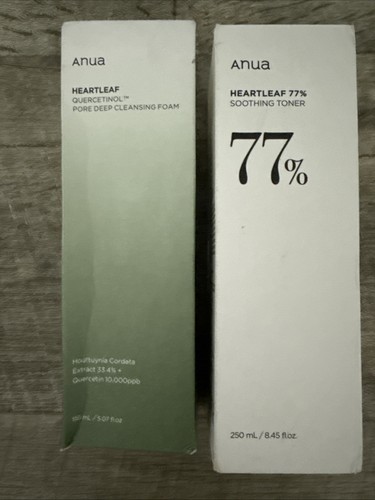 Anua
HEARTLEAF
QUERCETINOL™
PORE DEEP CLEANSING FOAM
Houttuynia Cordata
Extract 33.4% +
Quercetin 10,000ppb
150 mL / 5.07 fl.oz
Anua
HEARTLEAF 77%
SOOTHING TONER
77%
250 mL / 8.45 fl.oz.